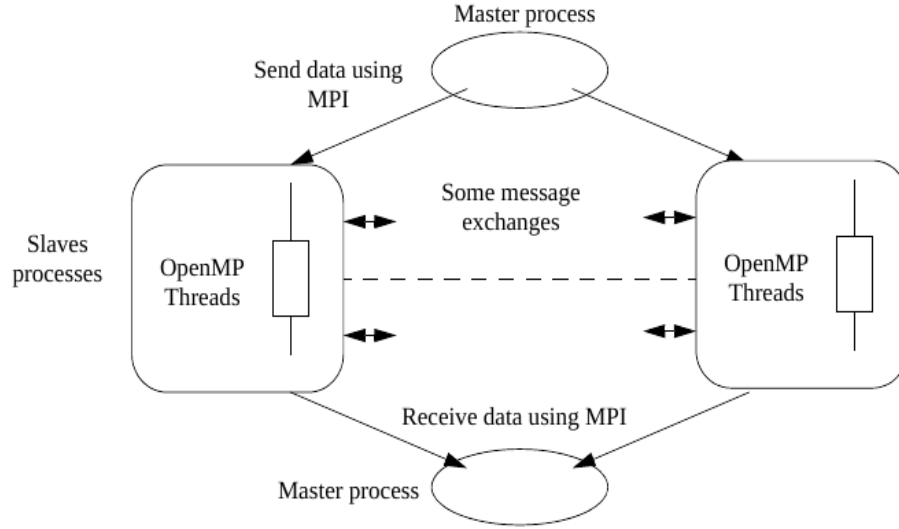 Master process
Send data using
MPI
Some message
exchanges
Slaves
processes
OpenMP
Threads
OpenMP
Threads
Receive data using MPI
Master process